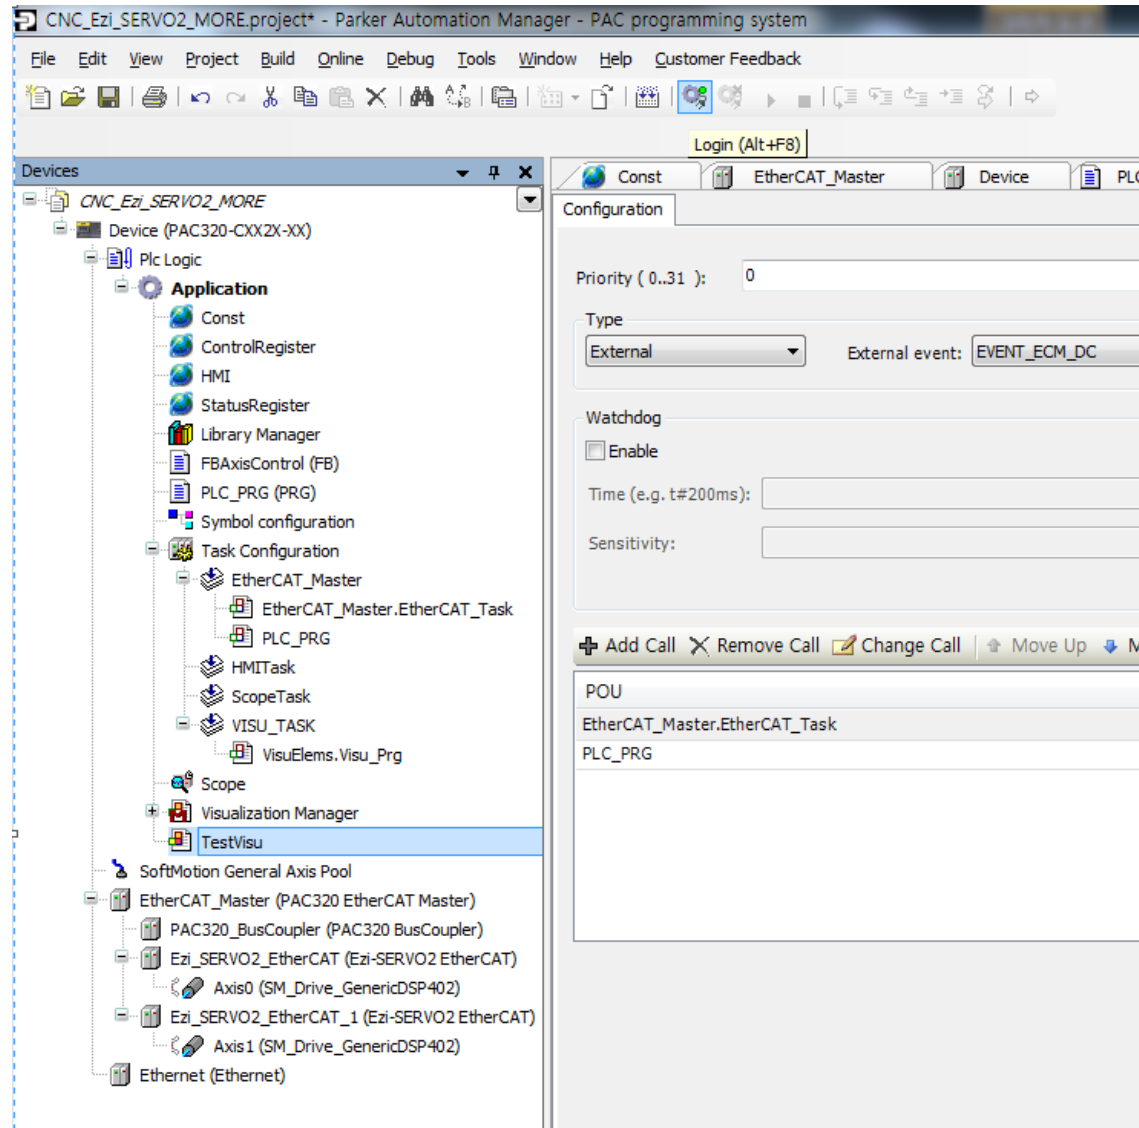 CNC_Ezi_SERVO2_MORE.project* - Parker Automation Manager - PAC programming system
File Edit View Project Build Online Debug Tools Window Help Customer Feedback
Login (Alt+F8)
Devices
CNC_Ezi_SERVO2_MORE
Device (PAC320-CXX2X-XX)
Plc Logic
Application
Const
ControlRegister
HMI
StatusRegister
Library Manager
FBAxisControl (FB)
PLC_PRG (PRG)
Symbol configuration
Task Configuration
EtherCAT_Master
EtherCAT_Master.EtherCAT_Task
PLC_PRG
HMITask
ScopeTask
VISU_TASK
VisuElems.Visu_Prg
Scope
Visualization Manager
TestVisu
SoftMotion General Axis Pool
EtherCAT_Master (PAC320 EtherCAT Master)
PAC320_BusCoupler (PAC320 BusCoupler)
Ezi_SERVO2_EtherCAT (Ezi-SERVO2 EtherCAT)
Axis0 (SM_Drive_GenericDSP402)
Ezi_SERVO2_EtherCAT_1 (Ezi-SERVO2 EtherCAT)
Axis1 (SM_Drive_GenericDSP402)
Ethernet (Ethernet)
Const EtherCAT_Master Device PLC
Configuration
Priority ( 0..31 ): 0
Type
External External event: EVENT_ECM_DC
Watchdog
Enable
Time (e.g. t#200ms):
Sensitivity:
Add Call Remove Call Change Call Move Up M
POU
EtherCAT_Master.EtherCAT_Task
PLC_PRG